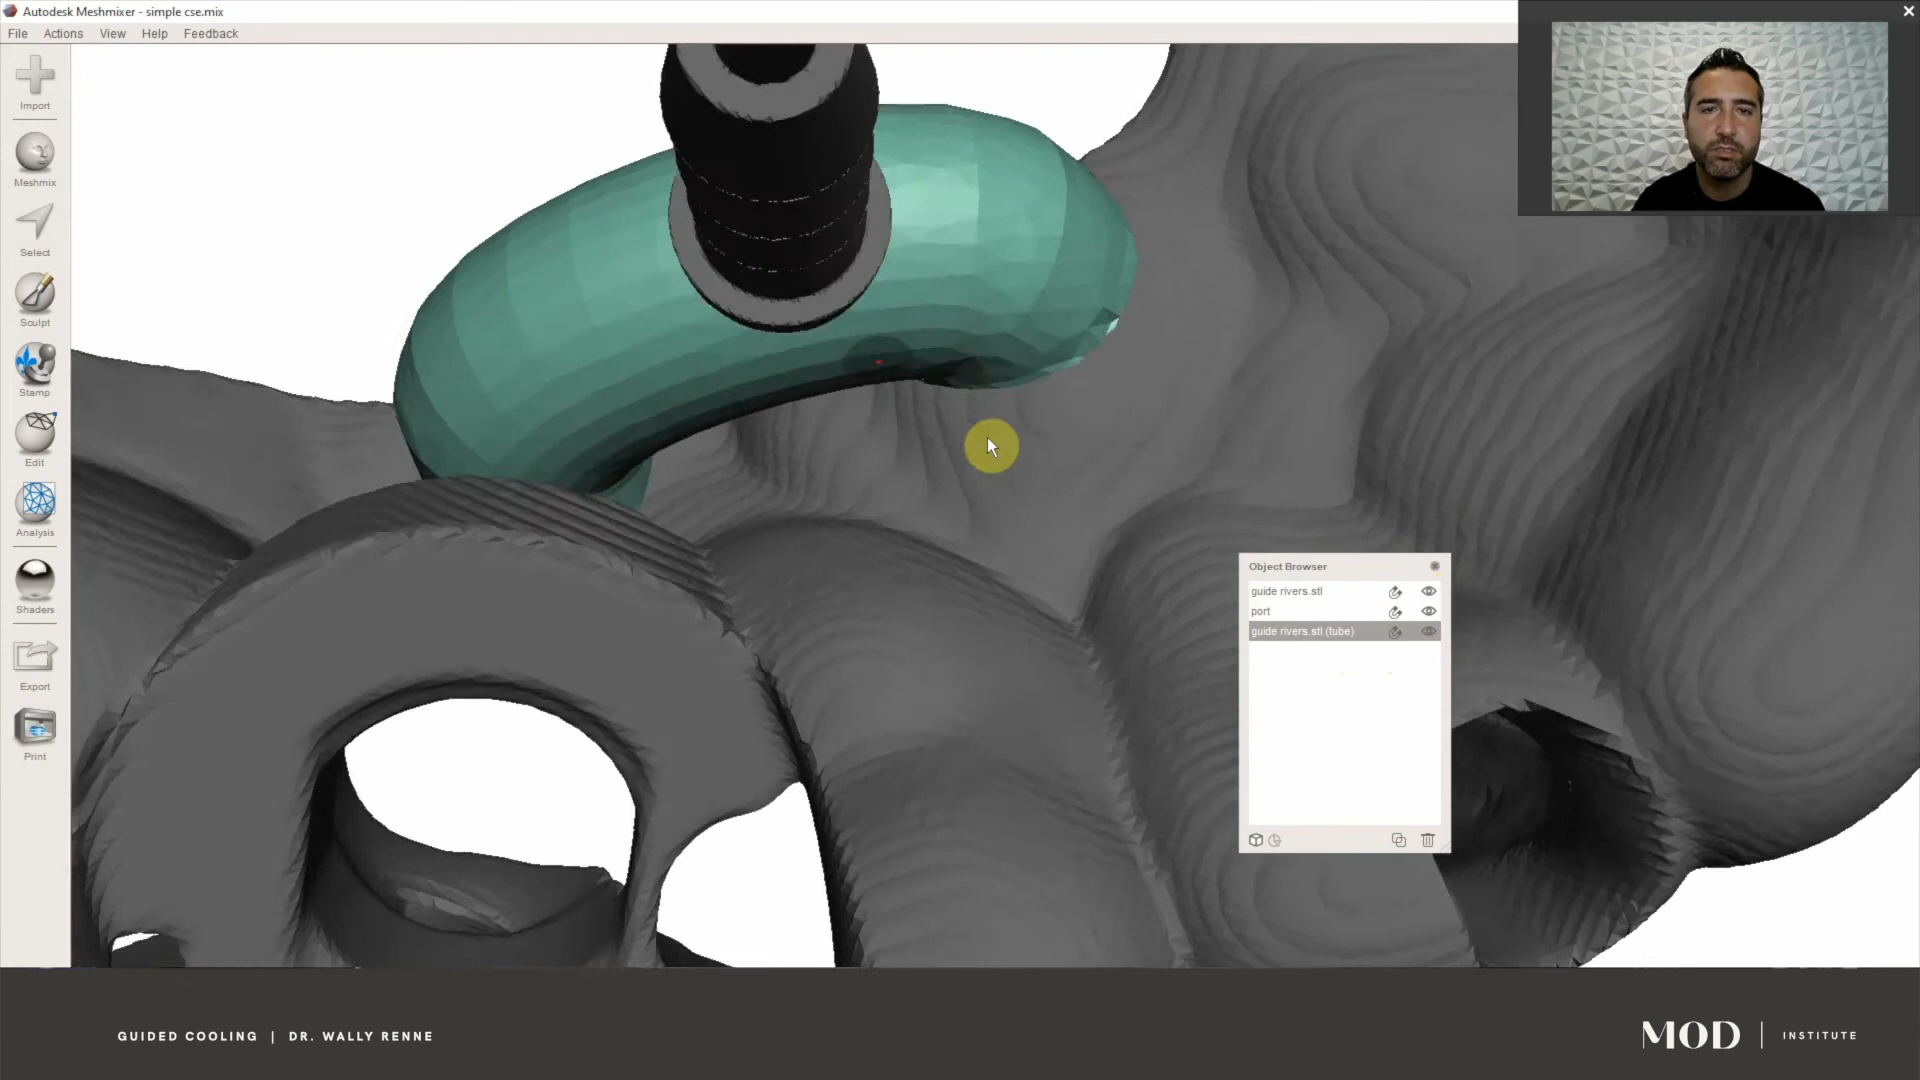 Autodesk Meshmixer - simple cse.mix
File Actions View Help Feedback
Import
Meshmix
Select
Sculpt
Stamp
Edit
Analysis
Shaders
Export
Print
Object Browser
guide rivers.stl
port
guide rivers.stl (tube)
GUIDED COOLING | DR. WALLY RENNE
MOD | INSTITUTE